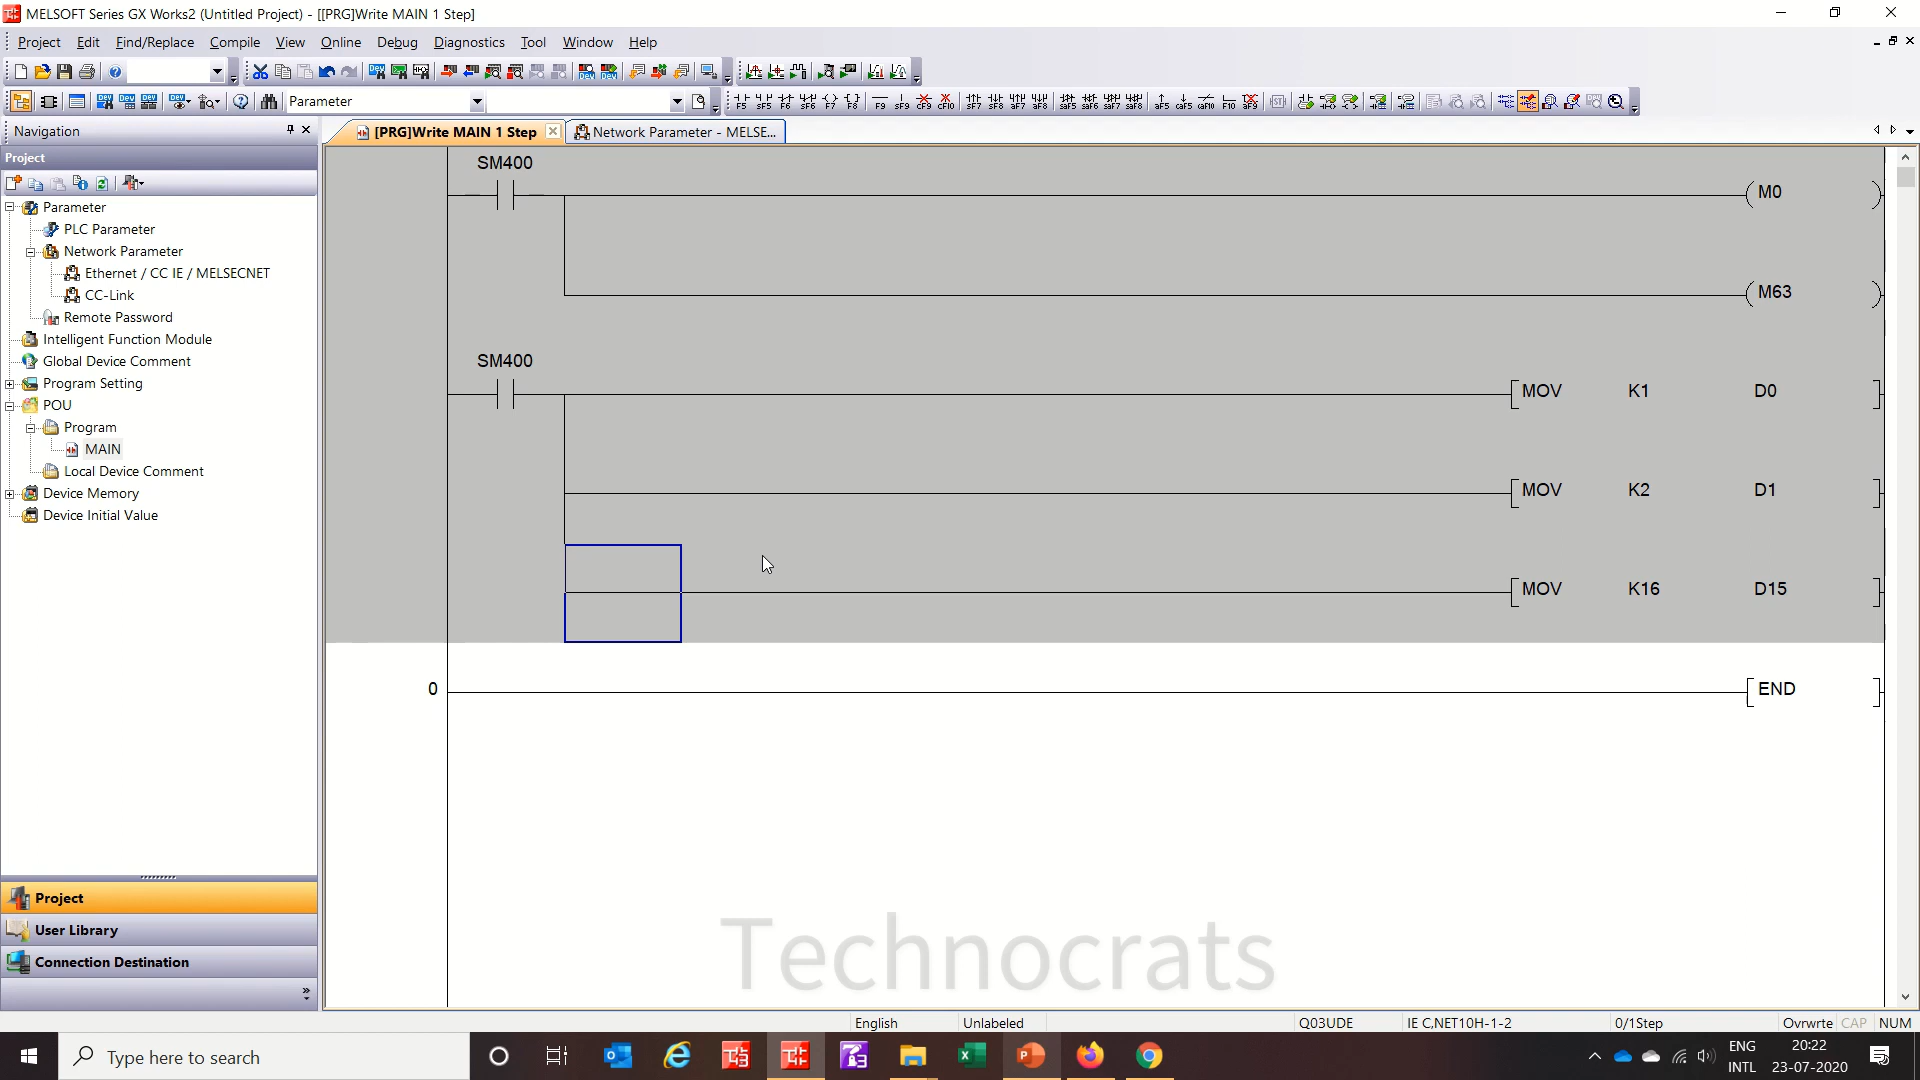 MELSOFT Series GX Works2 (Untitled Project) - [[PRG]Write MAIN 1 Step]
Project Edit Find/Replace Compile View Online Debug Diagnostics Tool Window Help
Parameter
Navigation
[PRG]Write MAIN 1 Step
Network Parameter - MELSE...
Project
Parameter
PLC Parameter
Network Parameter
Ethernet / CC IE / MELSECNET
CC-Link
Remote Password
Intelligent Function Module
Global Device Comment
Program Setting
POU
Program
MAIN
Local Device Comment
Device Memory
Device Initial Value
SM400
M0
M63
SM400
MOV K1 D0
MOV K2 D1
MOV K16 D15
0 END
Project
User Library
Connection Destination
Technocrats
English Unlabeled Q03UDE IE C,NET10H-1-2 0/1Step Ovrwrte CAP NUM
Type here to search
ENG
INTL
20:22
23-07-2020